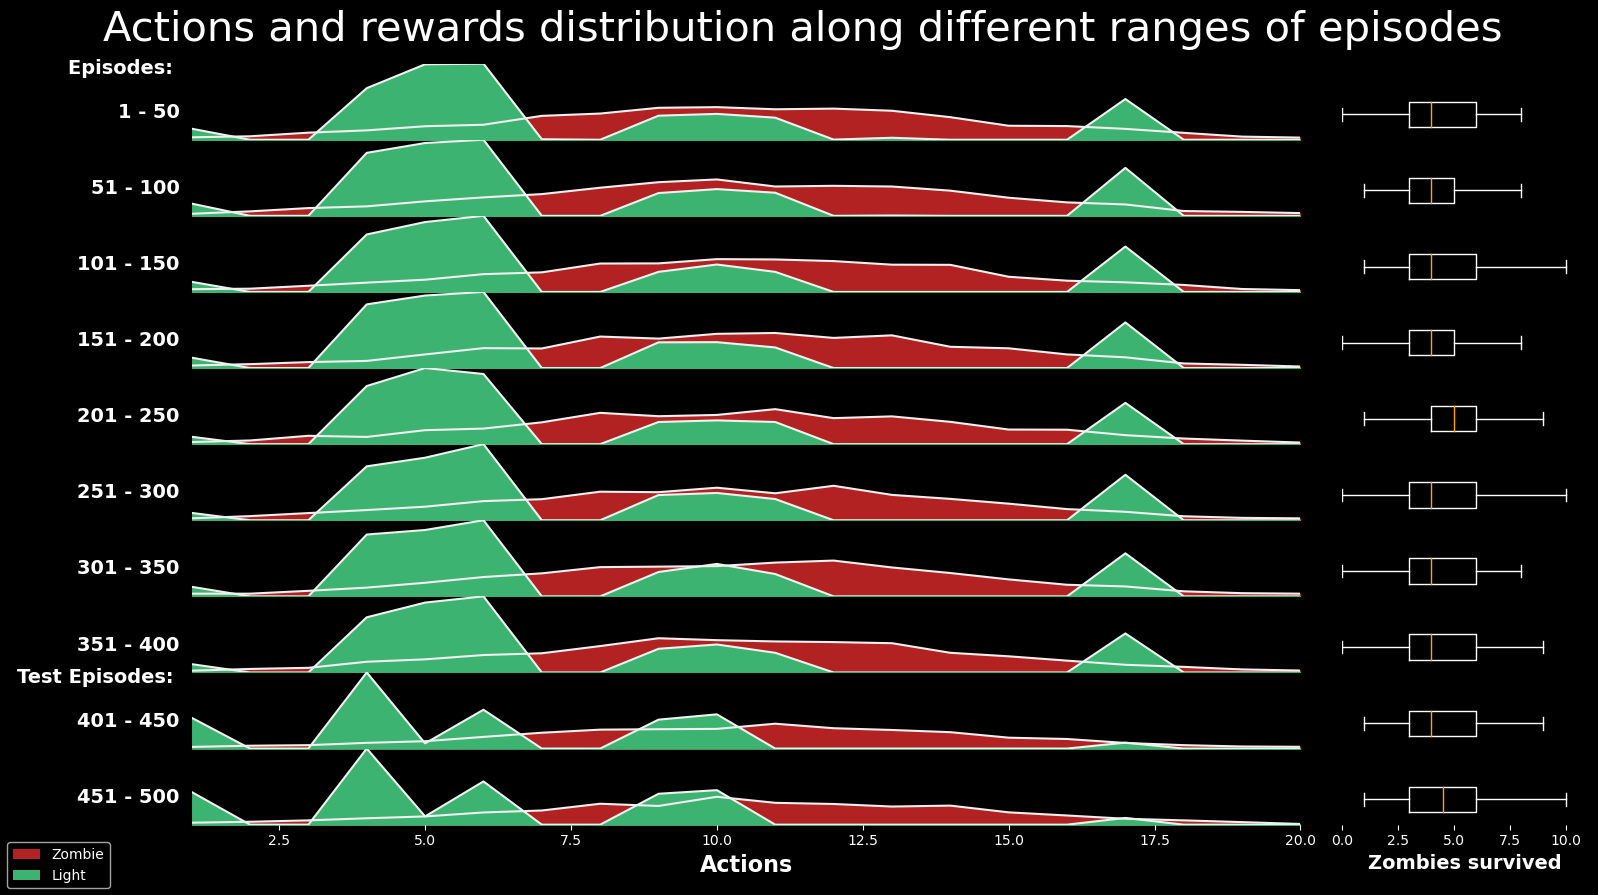 Actions and rewards distribution along different ranges of episodes
Episodes:
1 - 50
51 - 100
101 - 150
151 - 200
201 - 250
251 - 300
301 - 350
351 - 400
Test Episodes:
401 - 450
451 - 500
2.5 5.0 7.5 10.0 12.5 15.0 17.5 20.0
Actions
0.0 2.5 5.0 7.5 10.0
Zombies survived
Zombie
Light